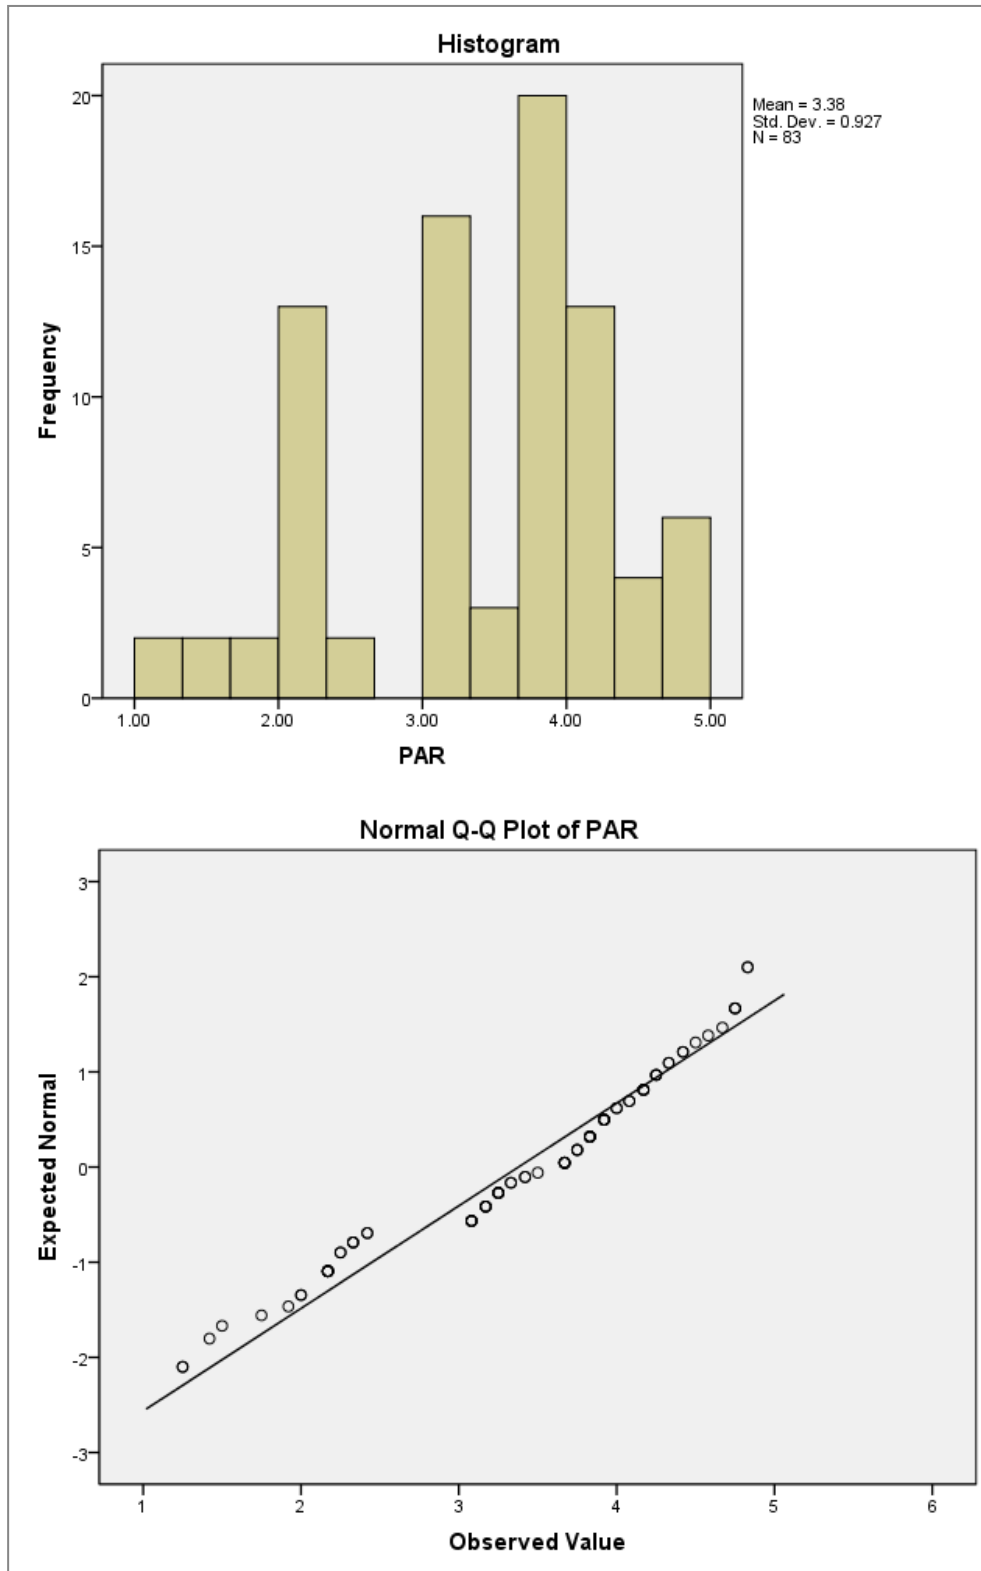 Histogram
20
15
10
5
0
Frequency
1.00 2.00 3.00 4.00 5.00
PAR
Mean = 3.38
Std. Dev. = 0.927
N = 83
Normal Q-Q Plot of PAR
3
2
1
0
-1
-2
-3
Expected Normal
1 2 3 4 5 6
Observed Value